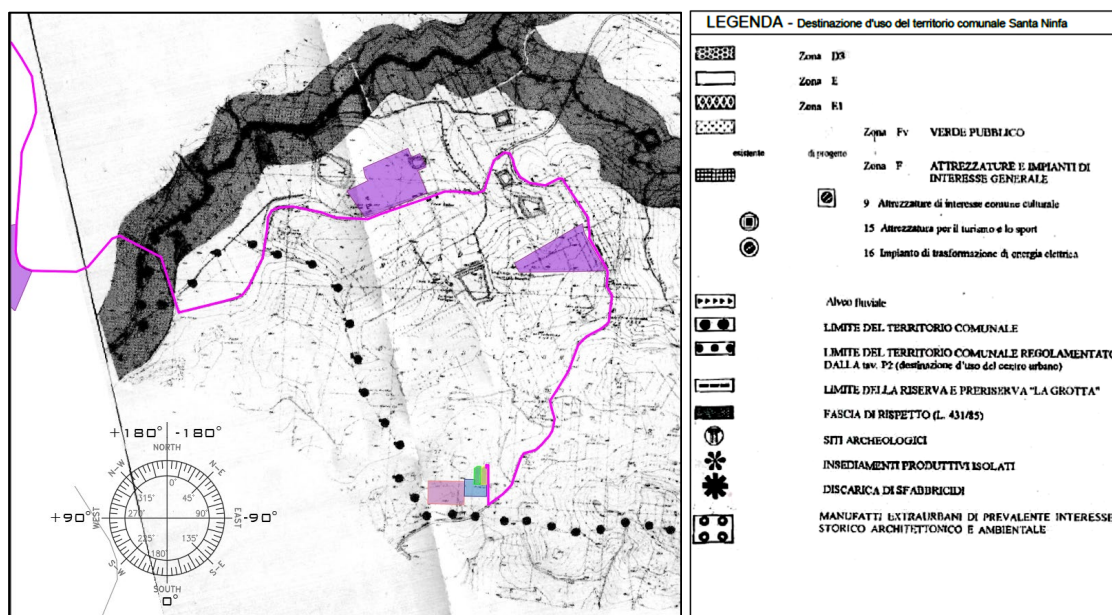 LEGENDA - Destinazione d'uso del territorio comunale Santa Ninfa
Zona D3
Zona E
Zona E1
Zona Fv VERDE PUBBLICO
esistente di progetto
Zona F ATTREZZATURE E IMPIANTI DI
INTERESSE GENERALE
9 Attrezzature di interesse comune culturale
15 Attrezzatura per il turismo e lo sport
16 Impianto di trasformazione di energia elettrica
Alveo fluviale
LIMITE DEL TERRITORIO COMUNALE
LIMITE DEL TERRITORIO COMUNALE REGOLAMENTATO
DALLA tav. P2 (destinazione d'uso del centro urbano)
LIMITE DELLA RISERVA E PRERISERVA "LA GROTTA"
FASCIA DI RISPETTO (L. 431/85)
SITI ARCHEOLOGICI
INSEDIAMENTI PRODUTTIVI ISOLATI
DISCARICA DI SFABBRICIDI
MANUFATTI EXTRAURBANI DI PREVALENTE INTERESSE
STORICO ARCHITETTONICO E AMBIENTALE
+180° -180°
NORTH
N-W N-E
0°
315° 45°
+90° WEST 270° 90° EAST -90°
225° 135°
180°
S-W S-E
SOUTH
0°